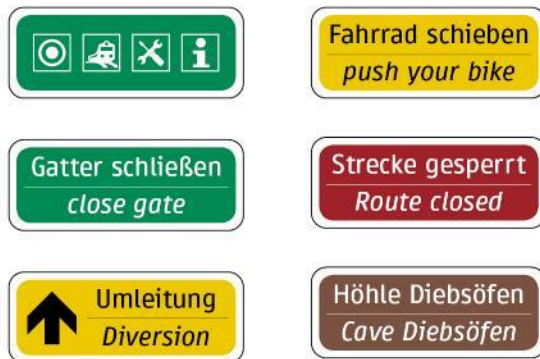 Fahrrad schieben
push your bike
Gatter schließen
close gate
Strecke gesperrt
Route closed
Umleitung
Diversion
Höhle Diebsöfen
Cave Diebsöfen